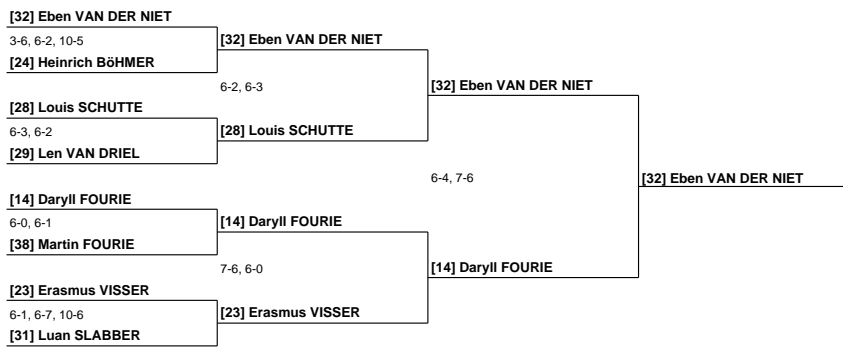 [32] Eben VAN DER NIET
3-6, 6-2, 10-5
[32] Eben VAN DER NIET
[24] Heinrich BöHMER
6-2, 6-3
[32] Eben VAN DER NIET
[28] Louis SCHUTTE
6-3, 6-2
[28] Louis SCHUTTE
[29] Len VAN DRIEL
6-4, 7-6
[32] Eben VAN DER NIET
[14] Daryll FOURIE
6-0, 6-1
[14] Daryll FOURIE
[38] Martin FOURIE
7-6, 6-0
[14] Daryll FOURIE
[23] Erasmus VISSER
6-1, 6-7, 10-6
[23] Erasmus VISSER
[31] Luan SLABBER